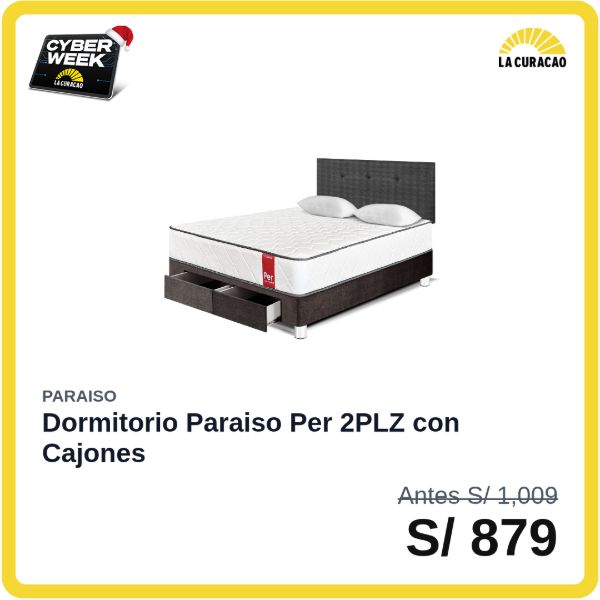 CYBER
WEEK
LA CURACAO
LA CURACAO
Per
PARAISO
Dormitorio Paraiso Per 2PLZ con
Cajones
Antes S/ 1,009
S/ 879